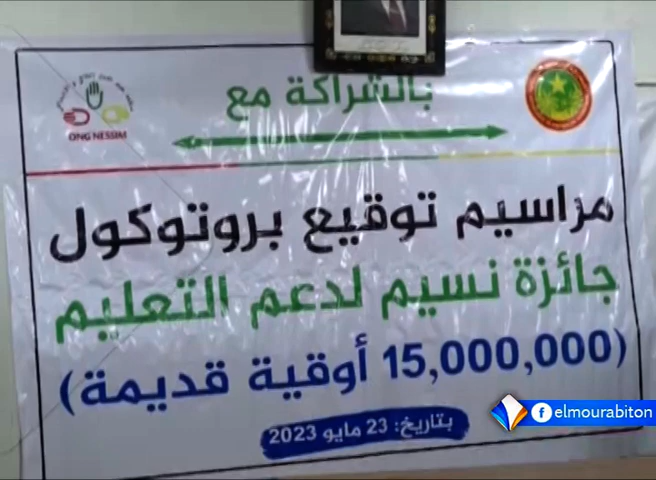 بالشراكة مع
ONG NESSIM
مراسيم توقيع بروتوكول
جائزة نسيم لدعم التعليم
(15,000,000 أوقية قديمة)
بتاريخ: 23 مايو 2023
elmourabiton